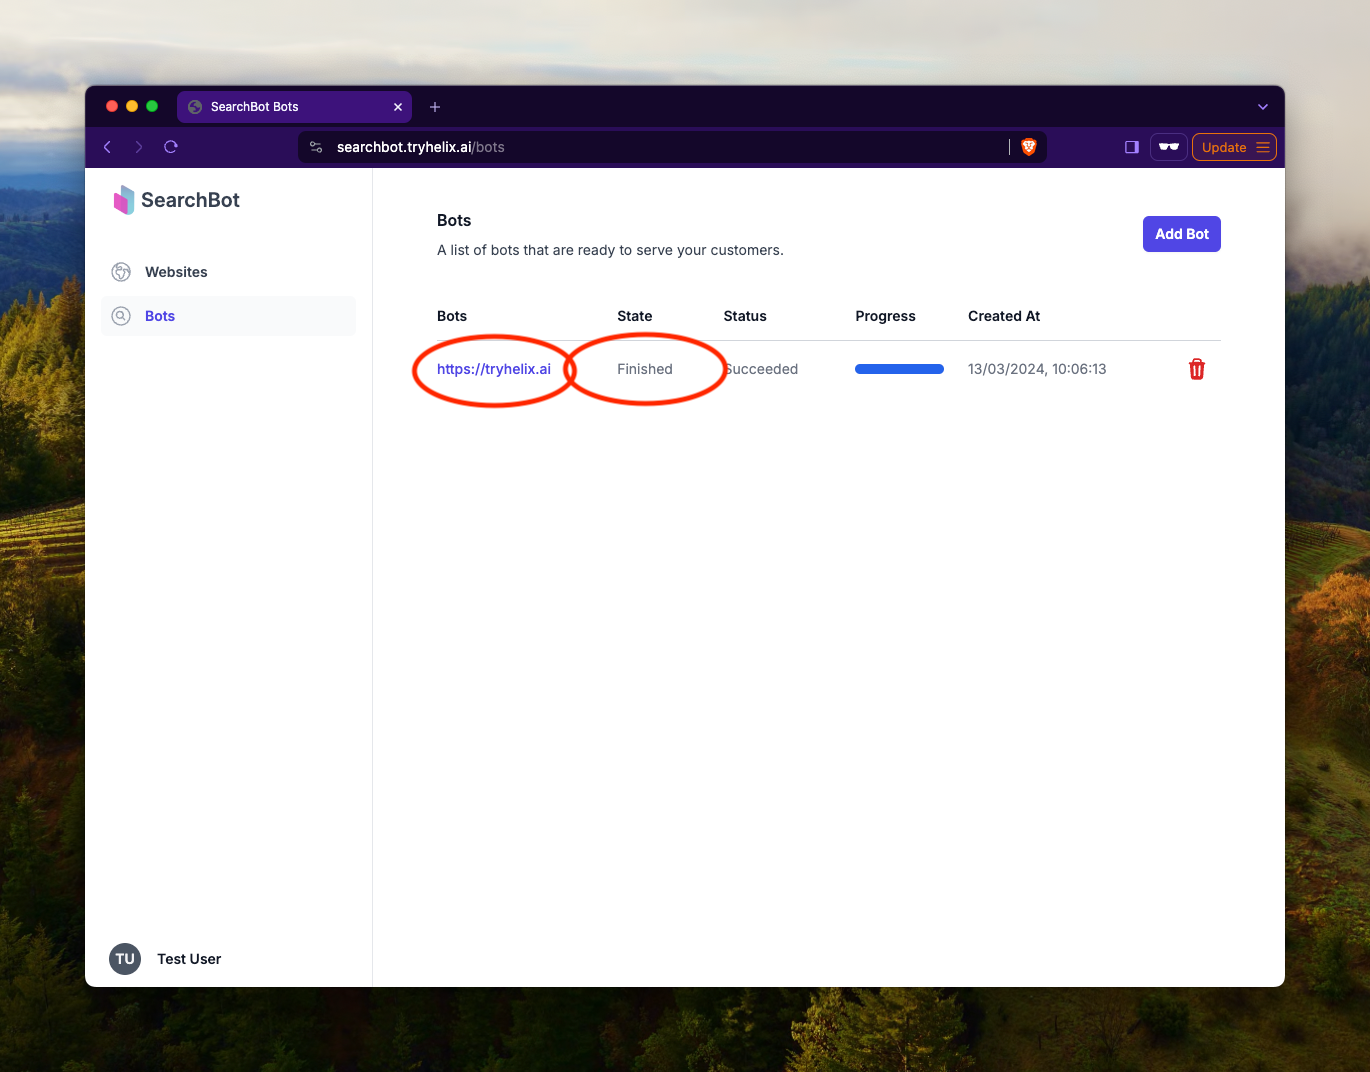 SearchBot Bots
searchbot.tryhelix.ai/bots
Update
SearchBot
Websites
Bots
Bots
A list of bots that are ready to serve your customers.
Add Bot
Bots State Status Progress Created At
https://tryhelix.ai Finished Succeeded 13/03/2024, 10:06:13
TU Test User